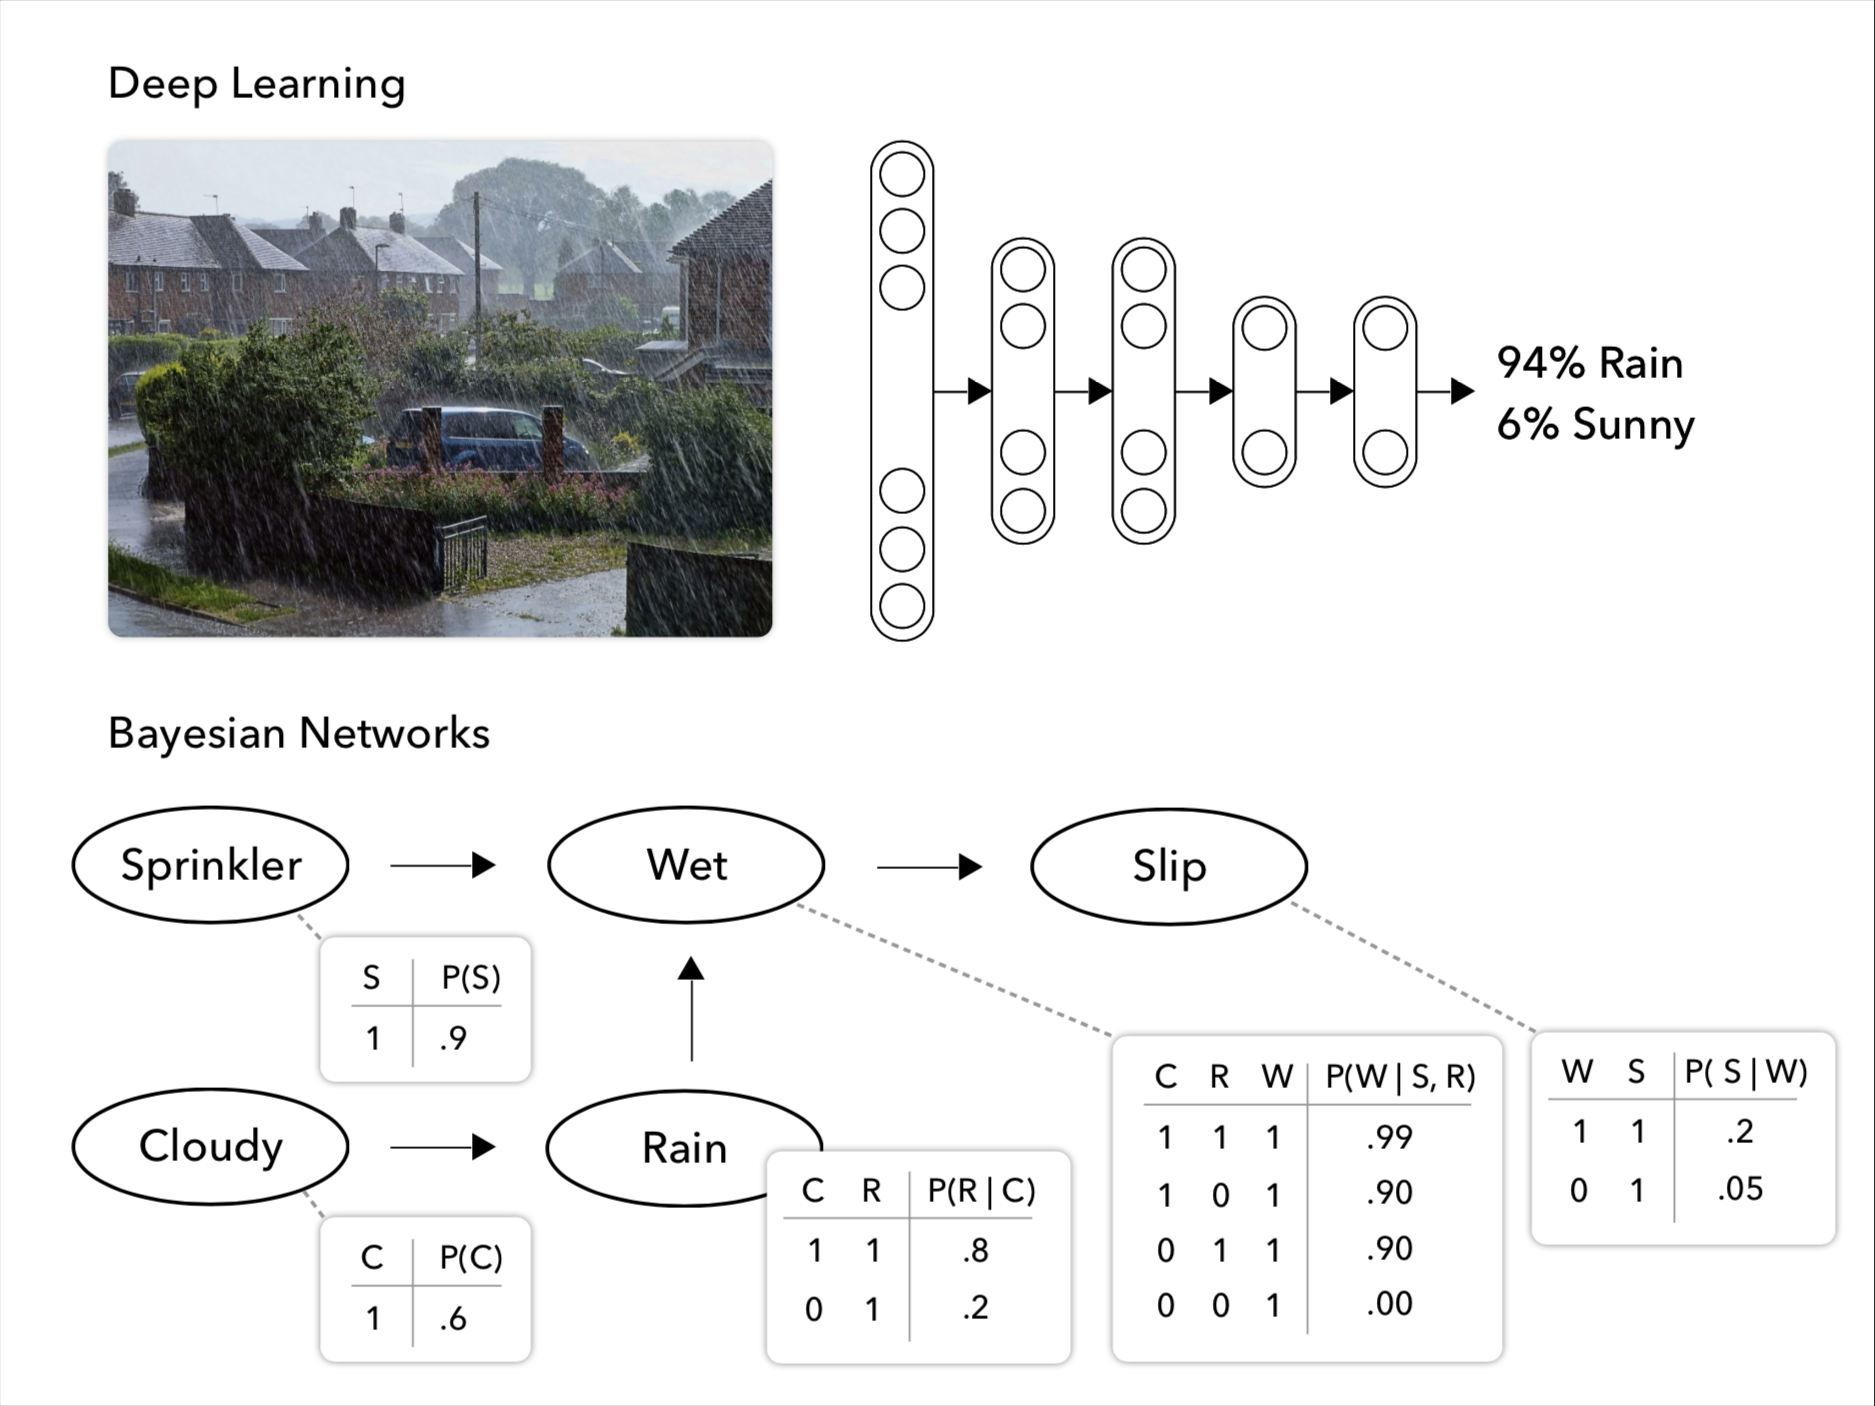 Deep Learning
94% Rain
6% Sunny
Bayesian Networks
Sprinkler
Wet
Slip
S P(S)
1 .9
Cloudy
Rain
C P(C)
1 .6
C R P(R | C)
1 1 .8
0 1 .2
C R W P(W | S, R)
1 1 1 .99
1 0 1 .90
0 1 1 .90
0 0 1 .00
W S P( S | W)
1 1 .2
0 1 .05